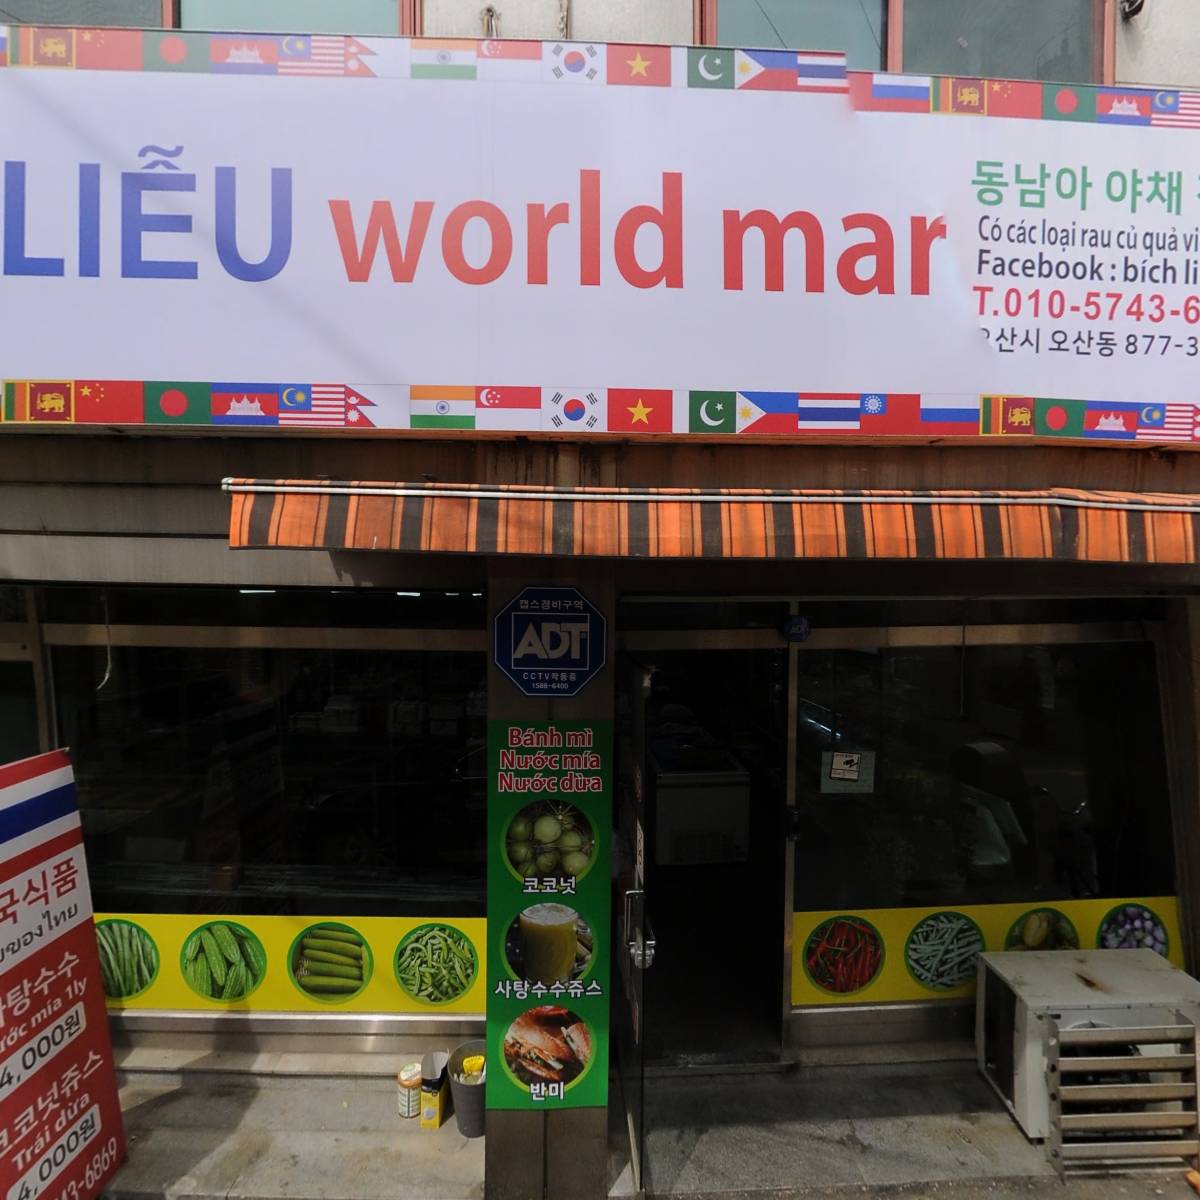 LIỄU world mar
동남아 야채
Có các loại rau củ quả vi
Facebook : bích li
T.010-5743-6
산시 오산동 877-3
캡스경비구역
ADT
CCTV작동중
1588-6400
Bánh mì
Nước mía
Nước dừa
코코넛
사탕수수쥬스
반미
국식품
ของไทย
사탕수수
ước mía 1ly
4,000원
코코넛쥬스
Trái dừa
4,000원
43-6869